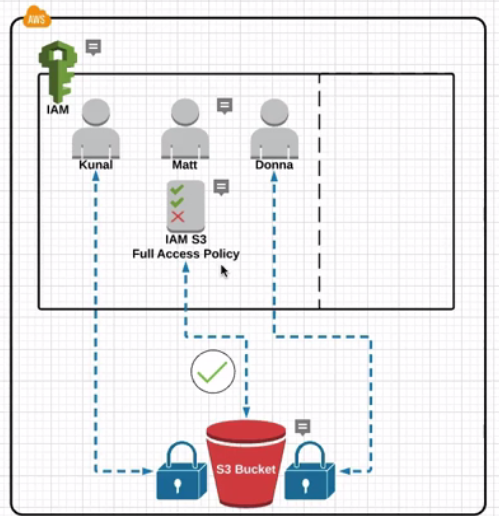 AWS
IAM
Kunal
Matt
Donna
IAM S3
Full Access Policy
S3 Bucket